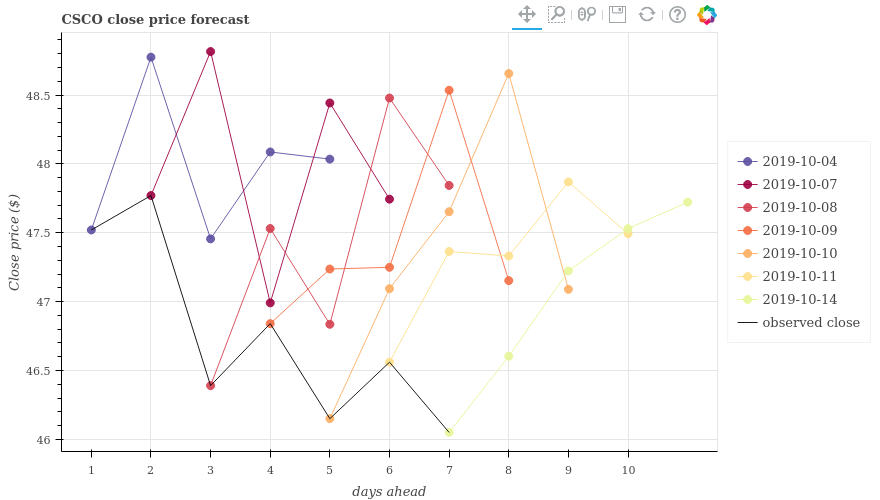 CSCO close price forecast
Close price ($)
48.5
48
47.5
47
46.5
46
1 2 3 4 5 6 7 8 9 10
days ahead
2019-10-04
2019-10-07
2019-10-08
2019-10-09
2019-10-10
2019-10-11
2019-10-14
observed close